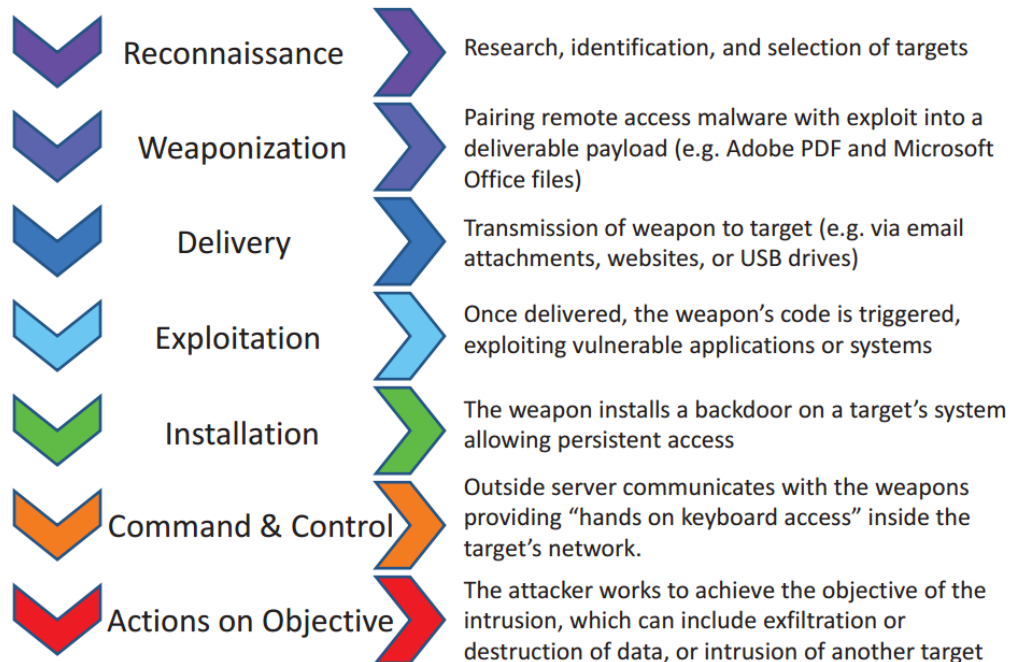 Reconnaissance
Research, identification, and selection of targets
Weaponization
Pairing remote access malware with exploit into a
deliverable payload (e.g. Adobe PDF and Microsoft
Office files)
Delivery
Transmission of weapon to target (e.g. via email
attachments, websites, or USB drives)
Exploitation
Once delivered, the weapon’s code is triggered,
exploiting vulnerable applications or systems
Installation
The weapon installs a backdoor on a target’s system
allowing persistent access
Command & Control
Outside server communicates with the weapons
providing “hands on keyboard access” inside the
target’s network.
Actions on Objective
The attacker works to achieve the objective of the
intrusion, which can include exfiltration or
destruction of data, or intrusion of another target